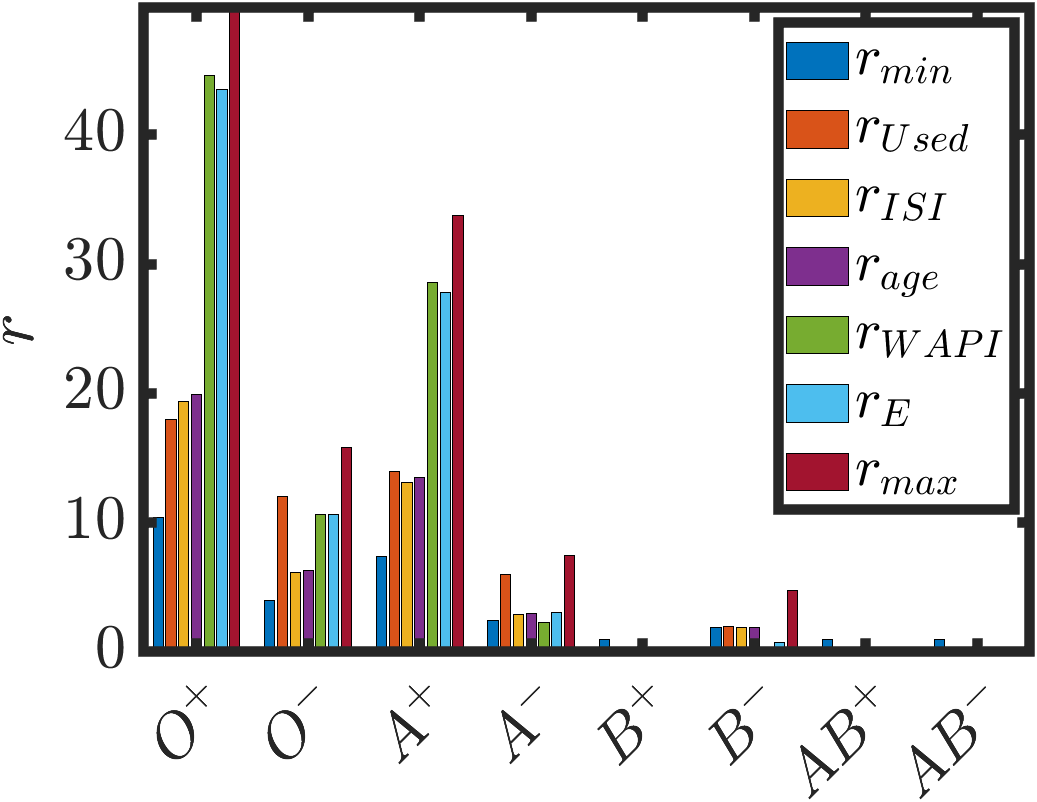 r
40
30
20
10
0
O+
O−
A+
A−
B+
B−
AB+
AB−
r_min
r_Used
r_ISI
r_age
r_WAPI
r_E
r_max